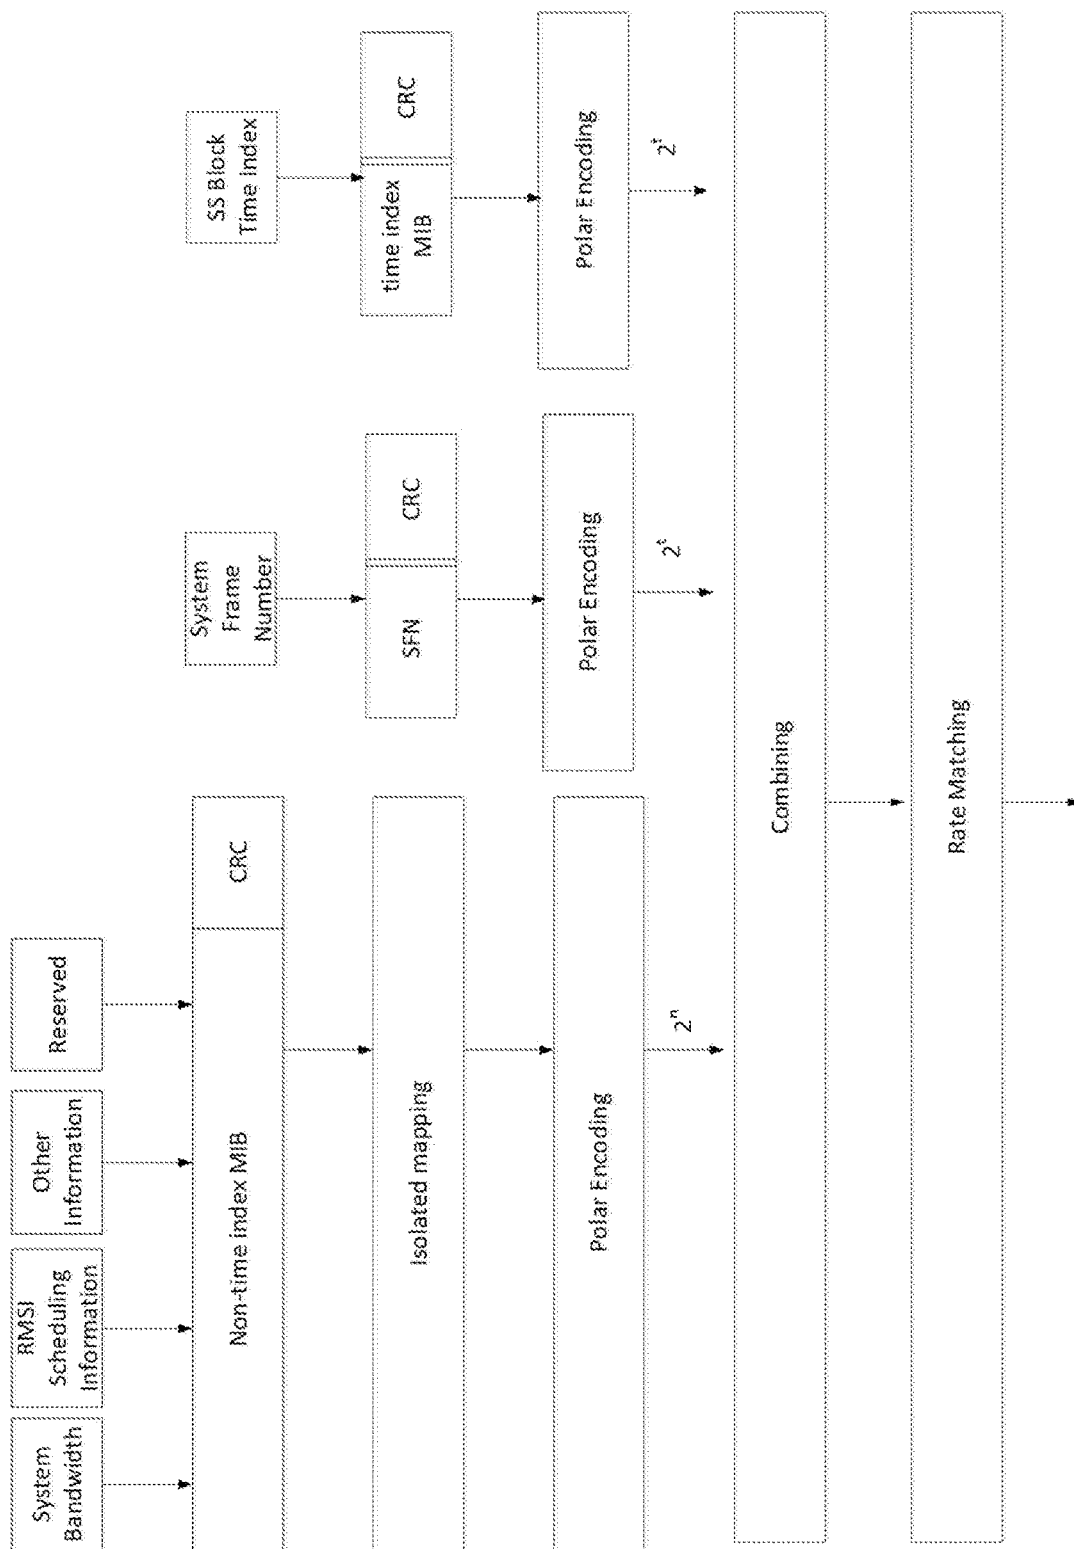 System
Bandwidth
RMSI
Scheduling
Information
Other
Information
Reserved
Non-time index MIB
CRC
Isolated mapping
Polar Encoding
2ⁿ
System
Frame
Number
SFN
CRC
Polar Encoding
2ᵗ
SS Block
Time Index
time index
MIB
CRC
Polar Encoding
2ᵗ
Combining
Rate Matching